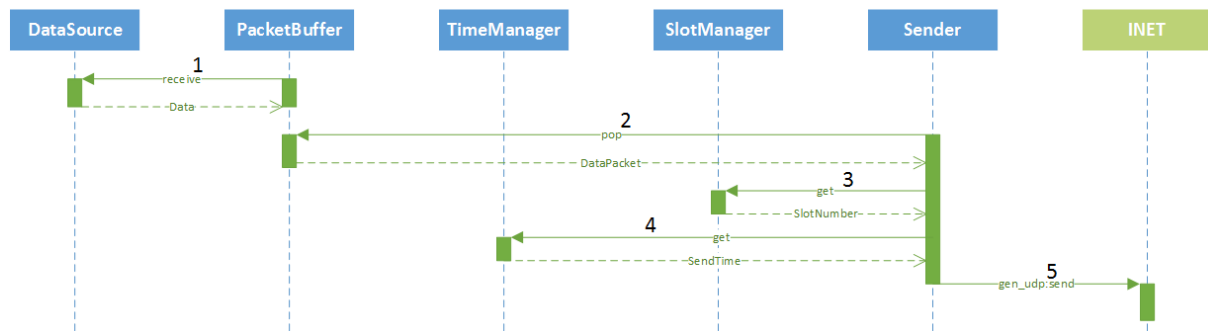 DataSource
PacketBuffer
TimeManager
SlotManager
Sender
INET
1
receive
Data
2
pop
DataPacket
3
get
SlotNumber
4
get
SendTime
5
gen_udp:send